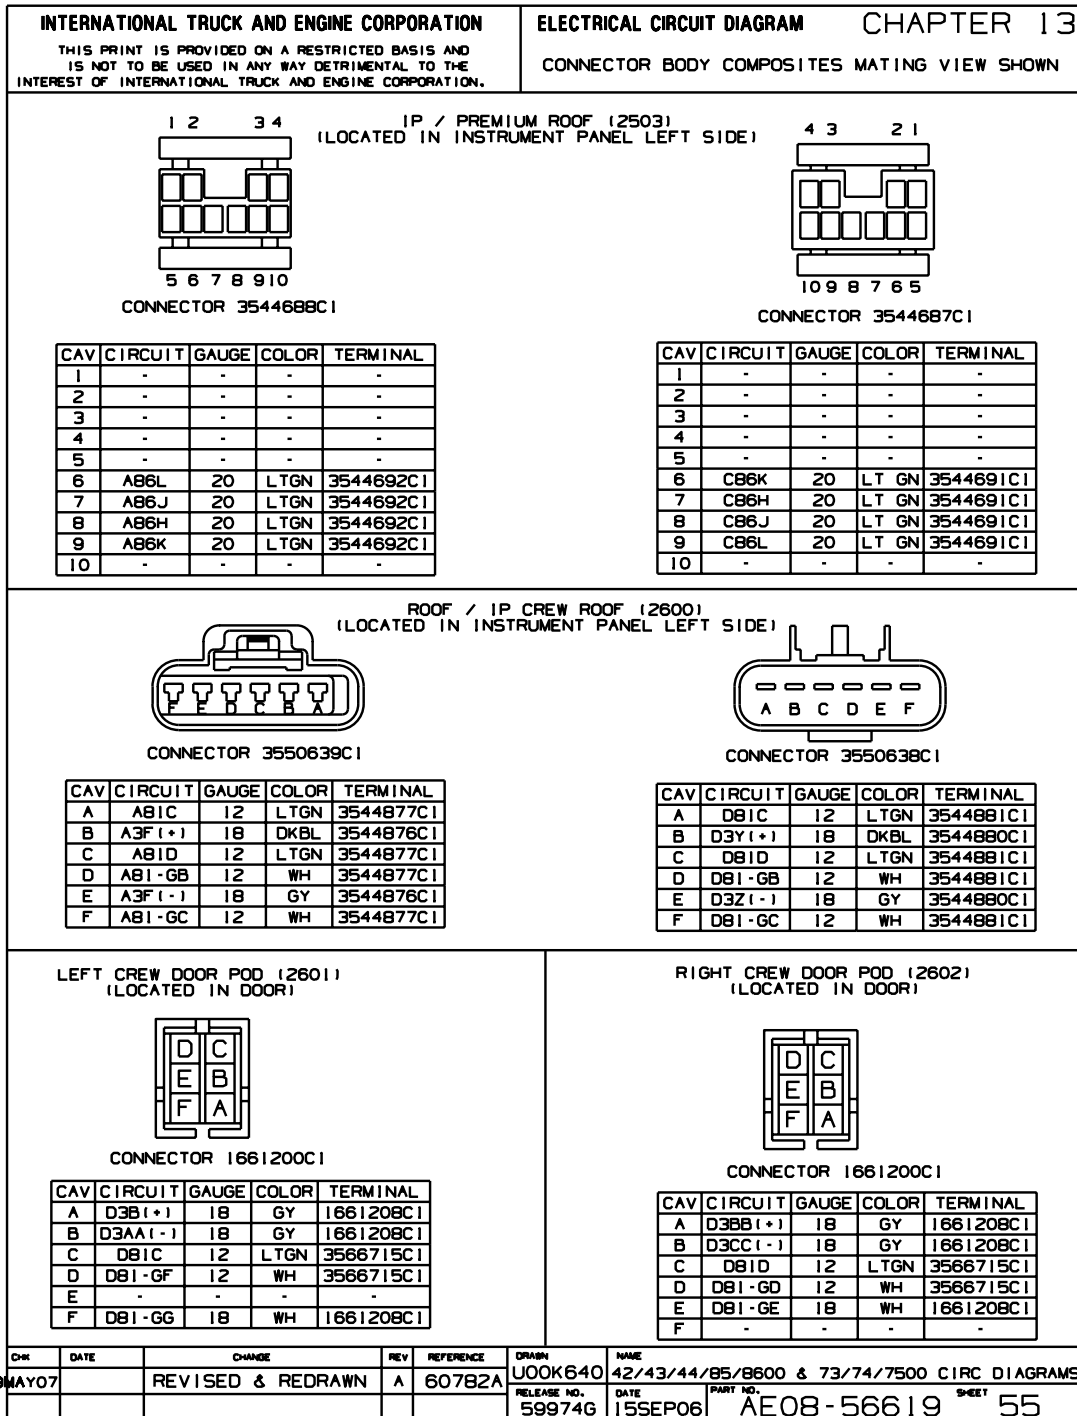 INTERNATIONAL TRUCK AND ENGINE CORPORATION
THIS PRINT IS PROVIDED ON A RESTRICTED BASIS AND
IS NOT TO BE USED IN ANY WAY DETRIMENTAL TO THE
INTEREST OF INTERNATIONAL TRUCK AND ENGINE CORPORATION.
ELECTRICAL CIRCUIT DIAGRAM CHAPTER 13
CONNECTOR BODY COMPOSITES MATING VIEW SHOWN
IP / PREMIUM ROOF (2503)
(LOCATED IN INSTRUMENT PANEL LEFT SIDE)
1 2 3 4
5 6 7 8 9 10
CONNECTOR 3544688C1
CAV CIRCUIT GAUGE COLOR TERMINAL
1 - - - -
2 - - - -
3 - - - -
4 - - - -
5 - - - -
6 A86L 20 LTGN 3544692C1
7 A86J 20 LTGN 3544692C1
8 A86H 20 LTGN 3544692C1
9 A86K 20 LTGN 3544692C1
10 - - - -
4 3 2 1
10 9 8 7 6 5
CONNECTOR 3544687C1
CAV CIRCUIT GAUGE COLOR TERMINAL
1 - - - -
2 - - - -
3 - - - -
4 - - - -
5 - - - -
6 C86K 20 LT GN 3544691C1
7 C86H 20 LT GN 3544691C1
8 C86J 20 LT GN 3544691C1
9 C86L 20 LT GN 3544691C1
10 - - - -
ROOF / IP CREW ROOF (2600)
(LOCATED IN INSTRUMENT PANEL LEFT SIDE)
F E D C B A
CONNECTOR 3550639C1
CAV CIRCUIT GAUGE COLOR TERMINAL
A A81C 12 LTGN 3544877C1
B A3F(+) 18 DKBL 3544876C1
C A81D 12 LTGN 3544877C1
D A81-GB 12 WH 3544877C1
E A3F(-) 18 GY 3544876C1
F A81-GC 12 WH 3544877C1
A B C D E F
CONNECTOR 3550638C1
CAV CIRCUIT GAUGE COLOR TERMINAL
A D81C 12 LTGN 3544881C1
B D3Y(+) 18 DKBL 3544880C1
C D81D 12 LTGN 3544881C1
D D81-GB 12 WH 3544881C1
E D3Z(-) 18 GY 3544880C1
F D81-GC 12 WH 3544881C1
LEFT CREW DOOR POD (2601)
(LOCATED IN DOOR)
D C
E B
F A
CONNECTOR 1661200C1
CAV CIRCUIT GAUGE COLOR TERMINAL
A D3B(+) 18 GY 1661208C1
B D3AA(-) 18 GY 1661208C1
C D81C 12 LTGN 3566715C1
D D81-GF 12 WH 3566715C1
E - - - -
F D81-GG 18 WH 1661208C1
RIGHT CREW DOOR POD (2602)
(LOCATED IN DOOR)
D C
E B
F A
CONNECTOR 1661200C1
CAV CIRCUIT GAUGE COLOR TERMINAL
A D3BB(+) 18 GY 1661208C1
B D3CC(-) 18 GY 1661208C1
C D81D 12 LTGN 3566715C1
D D81-GD 12 WH 3566715C1
E D81-GE 18 WH 1661208C1
F - - - -
CHK DATE CHANGE REV REFERENCE DRAWN NAME
MAY07 REVISED & REDRAWN A 60782A U00K640 42/43/44/85/8600 & 73/74/7500 CIRC DIAGRAMS
RELEASE NO. DATE PART NO. SHEET
59974G 15SEP06 AE08-56619 55